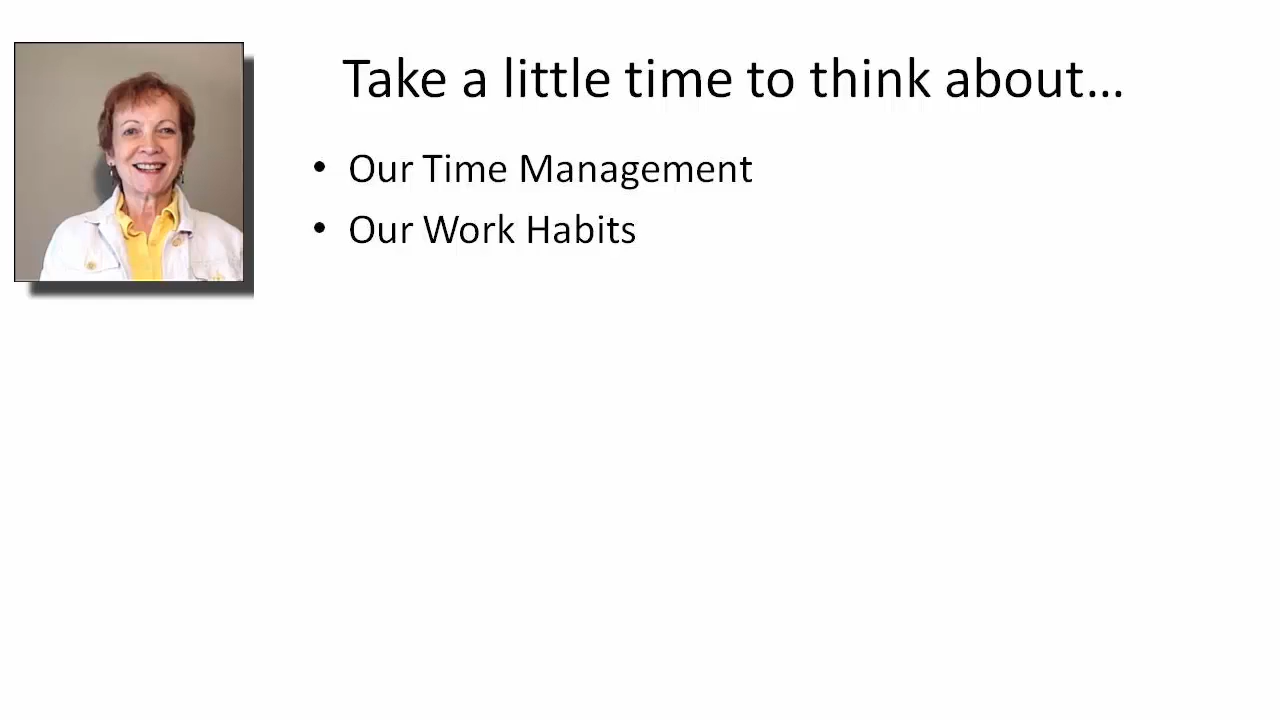 Take a little time to think about…
• Our Time Management
• Our Work Habits